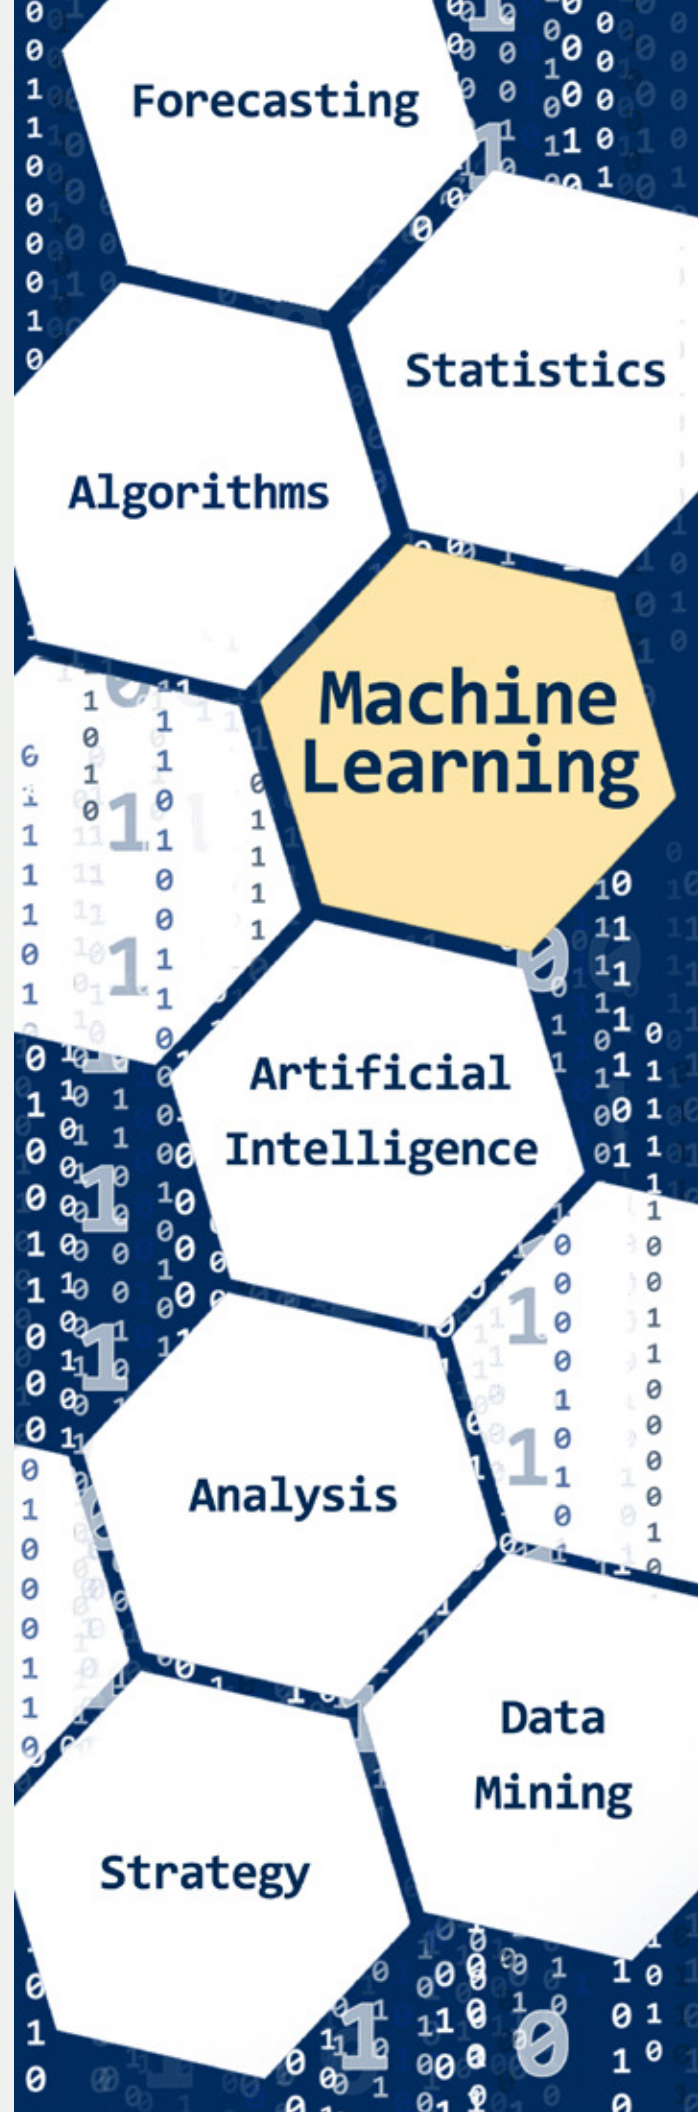 Forecasting
Statistics
Algorithms
Machine
Learning
Artificial
Intelligence
Analysis
Data
Mining
Strategy